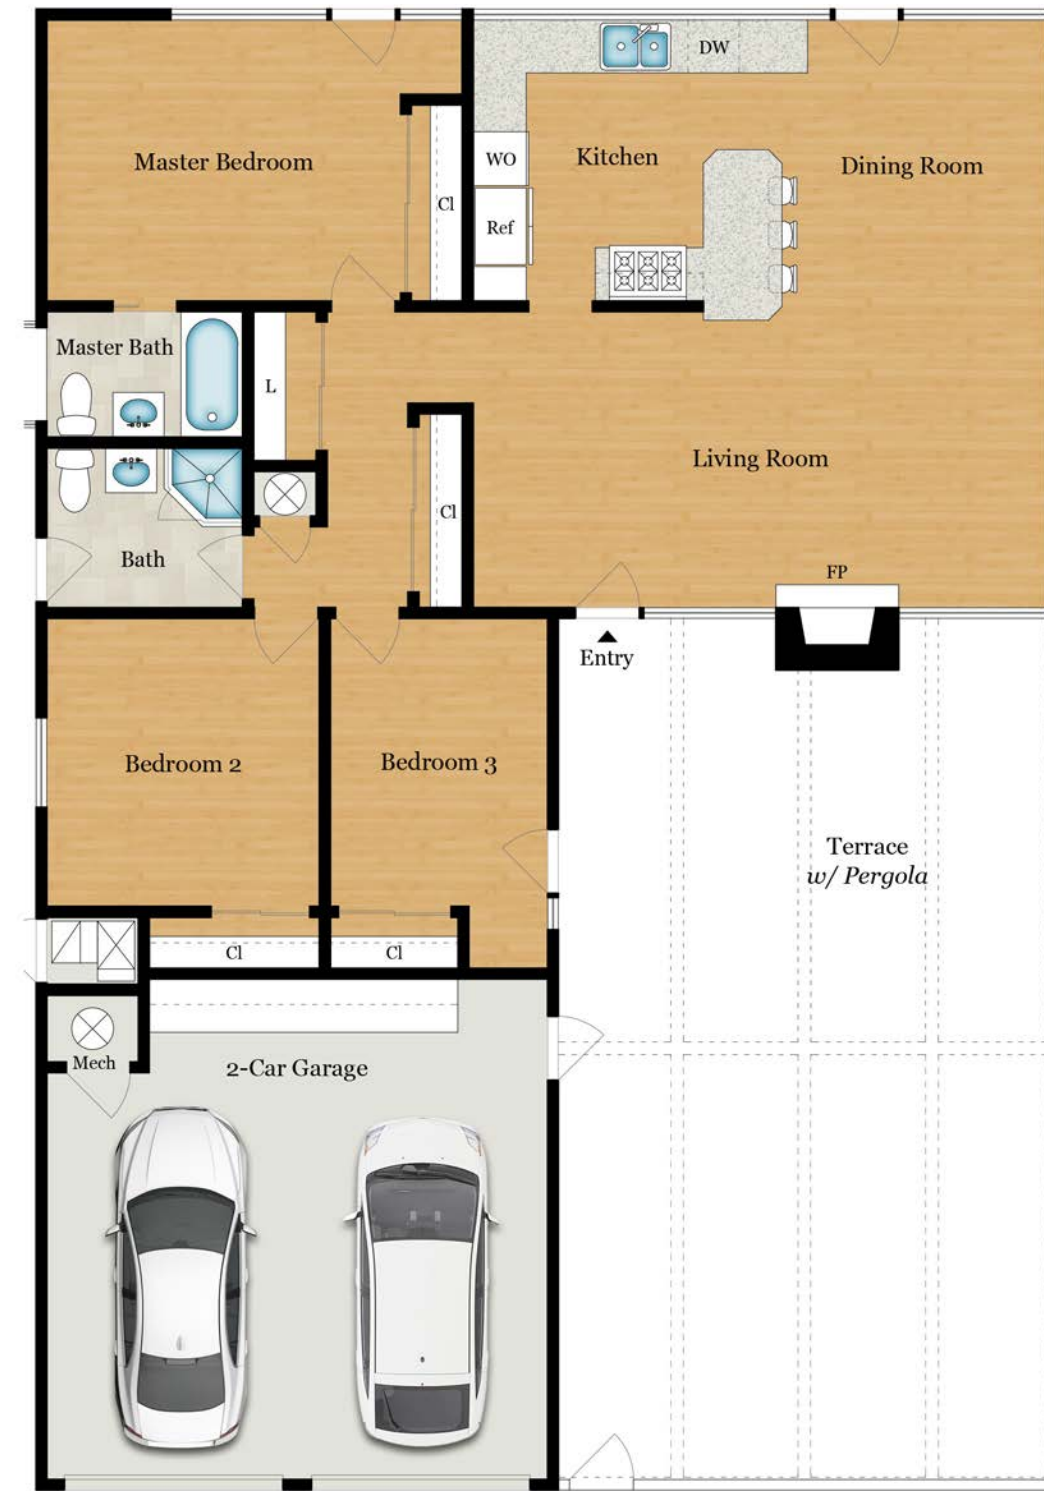 DW
Master Bedroom
WO
Kitchen
Dining Room
Cl
Ref
Master Bath
L
Living Room
Cl
Bath
FP
Entry
Bedroom 2
Bedroom 3
Terrace
w/ Pergola
Cl
Cl
Mech
2-Car Garage